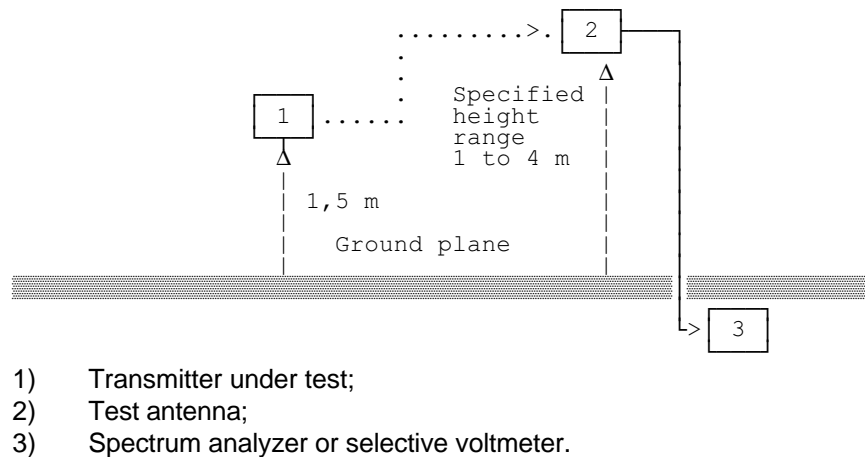 2
Specified
height
range
1 to 4 m
1
1,5 m
Ground plane
3
1) Transmitter under test;
2) Test antenna;
3) Spectrum analyzer or selective voltmeter.